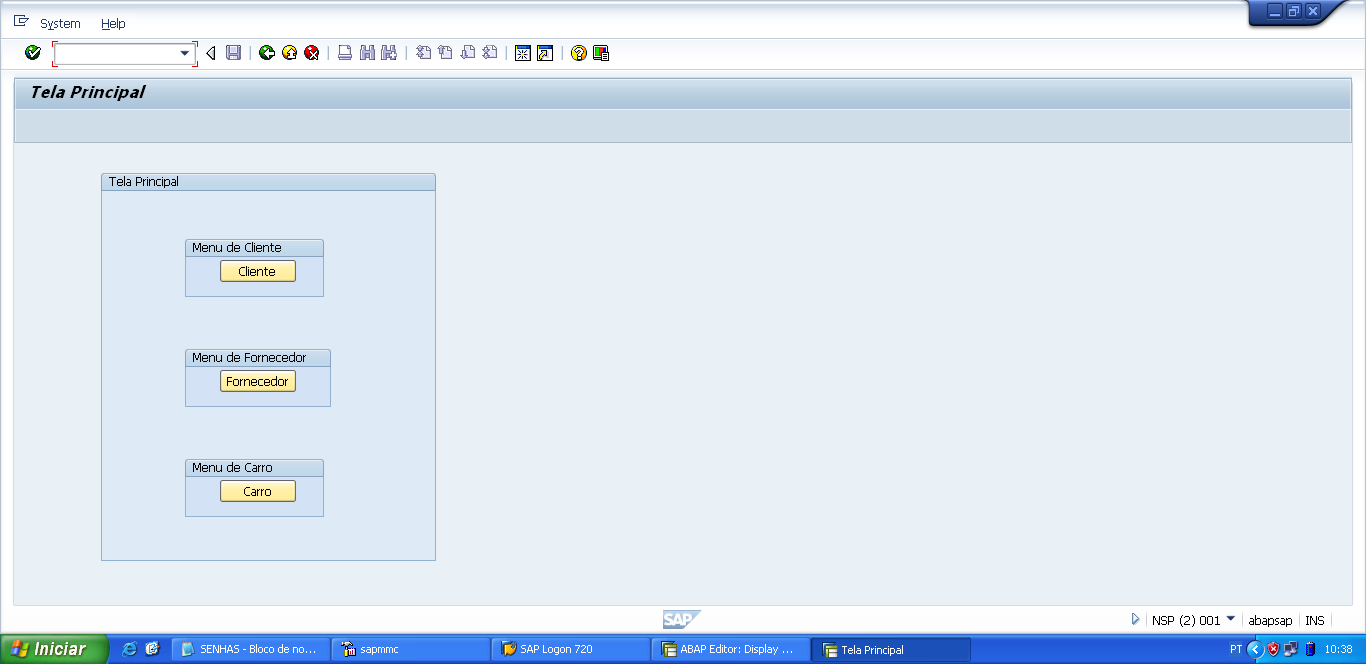 System Help
Tela Principal
Tela Principal
Menu de Cliente
Cliente
Menu de Fornecedor
Fornecedor
Menu de Carro
Carro
SAP
NSP (2) 001 abapsap INS
Iniciar SENHAS - Bloco de no... sapmmc SAP Logon 720 ABAP Editor: Display ... Tela Principal PT 10:38